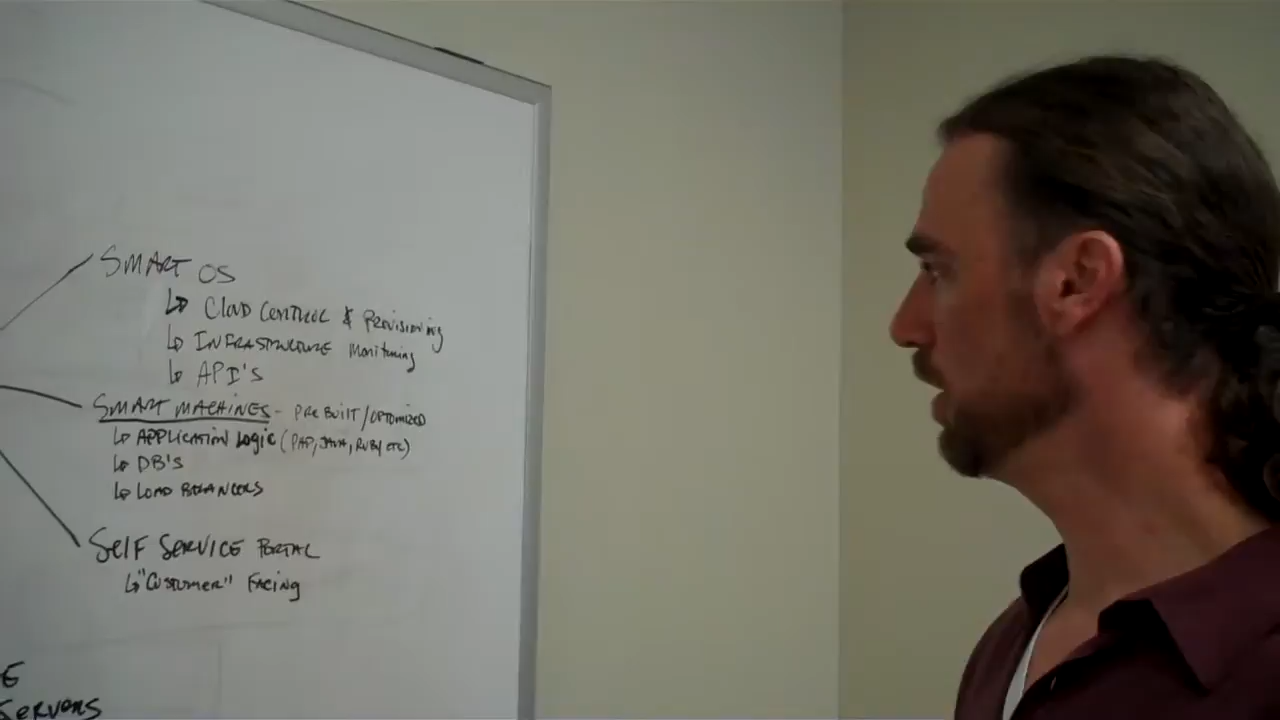 SMART OS
↳ CLOUD CONTROL & PROVISIONING
↳ INFRASTRUCTURE MONITORING
↳ API'S
SMART MACHINES - PRE BUILT/OPTOMIZED
↳ APPLICATION LOGIC (PHP, JAVA, RUBY ETC)
↳ DB'S
↳ LOAD BALANCERS
SELF SERVICE PORTAL
↳ "CUSTOMER" FACING
E
SERVERS